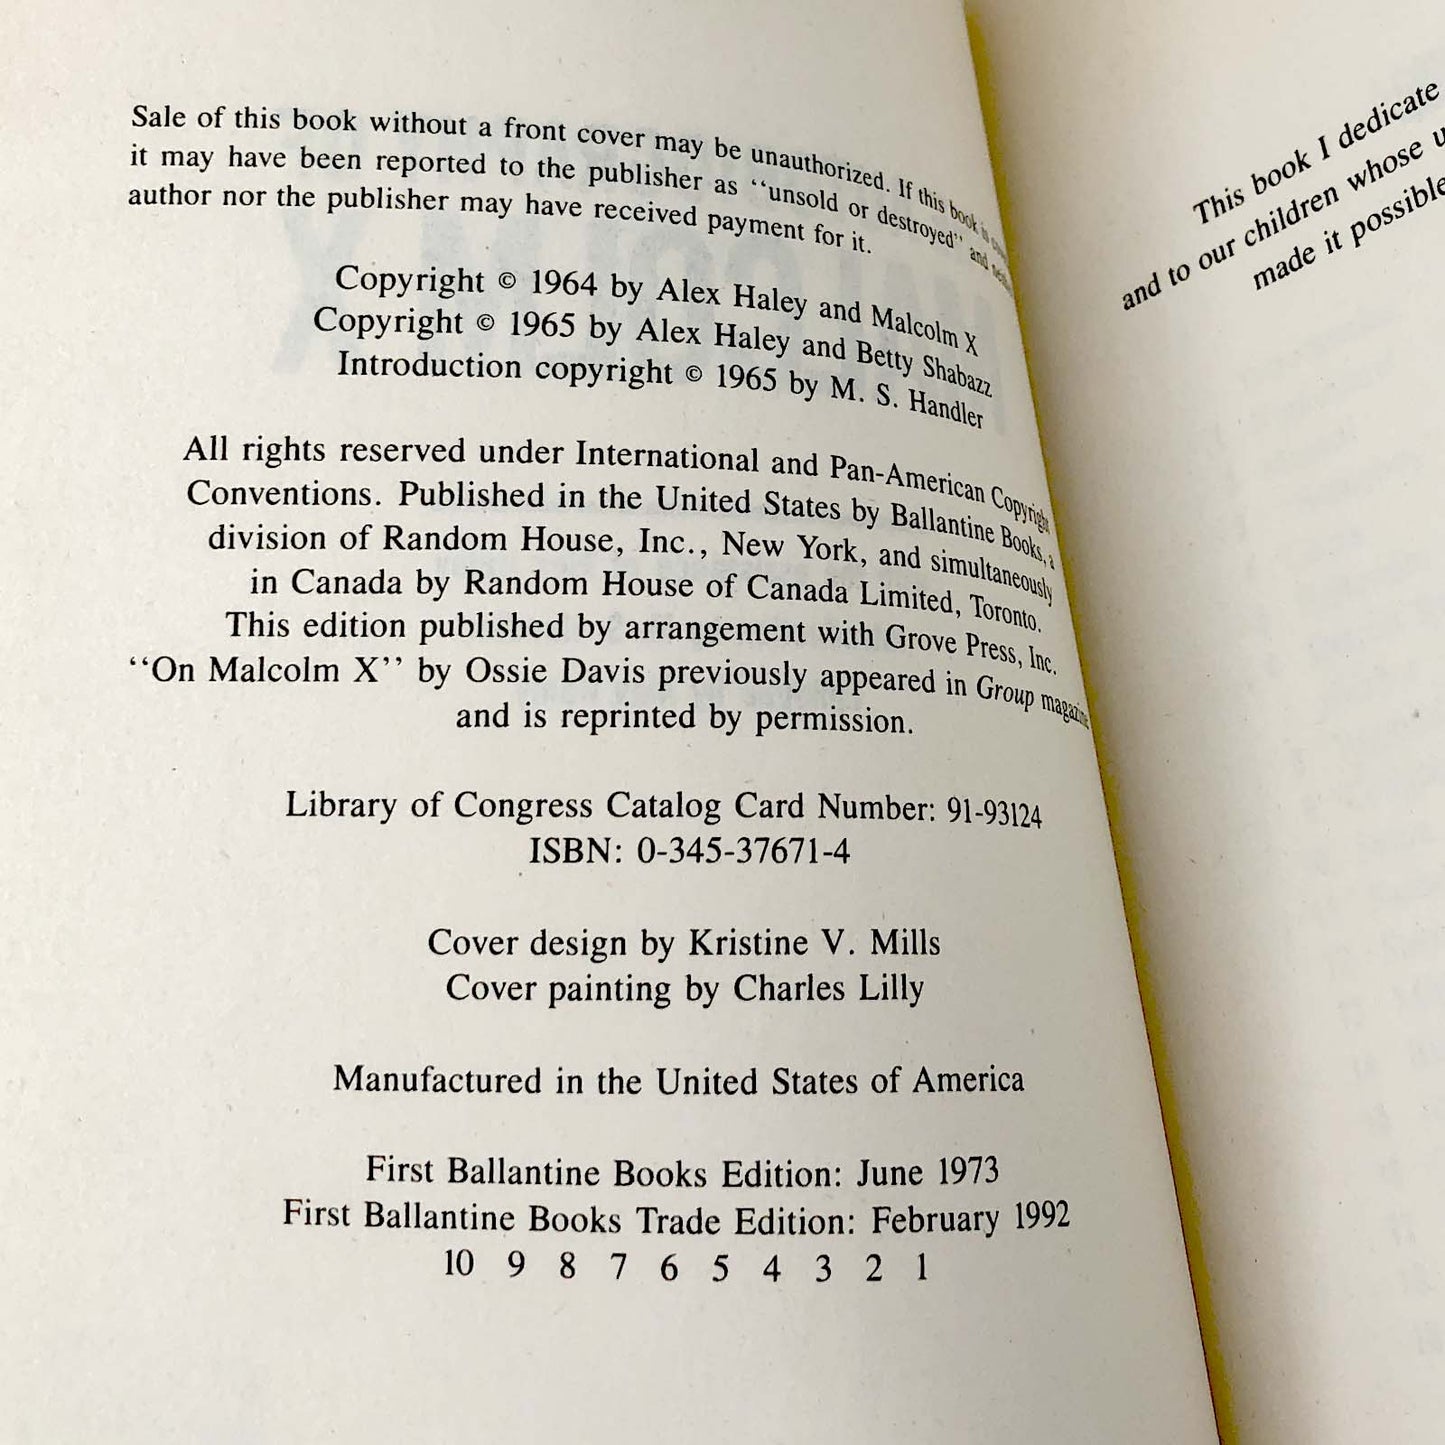 Sale of this book without a front cover may be unauthorized. If this book is
it may have been reported to the publisher as "unsold or destroyed" and
author nor the publisher may have received payment for it.
Copyright © 1964 by Alex Haley and Malcolm X
Copyright © 1965 by Alex Haley and Betty Shabazz
Introduction copyright © 1965 by M. S. Handler
All rights reserved under International and Pan-American Copyright
Conventions. Published in the United States by Ballantine Books, a
division of Random House, Inc., New York, and simultaneously
in Canada by Random House of Canada Limited, Toronto.
This edition published by arrangement with Grove Press, Inc.
"On Malcolm X" by Ossie Davis previously appeared in Group magazine
and is reprinted by permission.
Library of Congress Catalog Card Number: 91-93124
ISBN: 0-345-37671-4
Cover design by Kristine V. Mills
Cover painting by Charles Lilly
Manufactured in the United States of America
First Ballantine Books Edition: June 1973
First Ballantine Books Trade Edition: February 1992
10 9 8 7 6 5 4 3 2 1
This book I dedicate
and to our children whose
made it possible